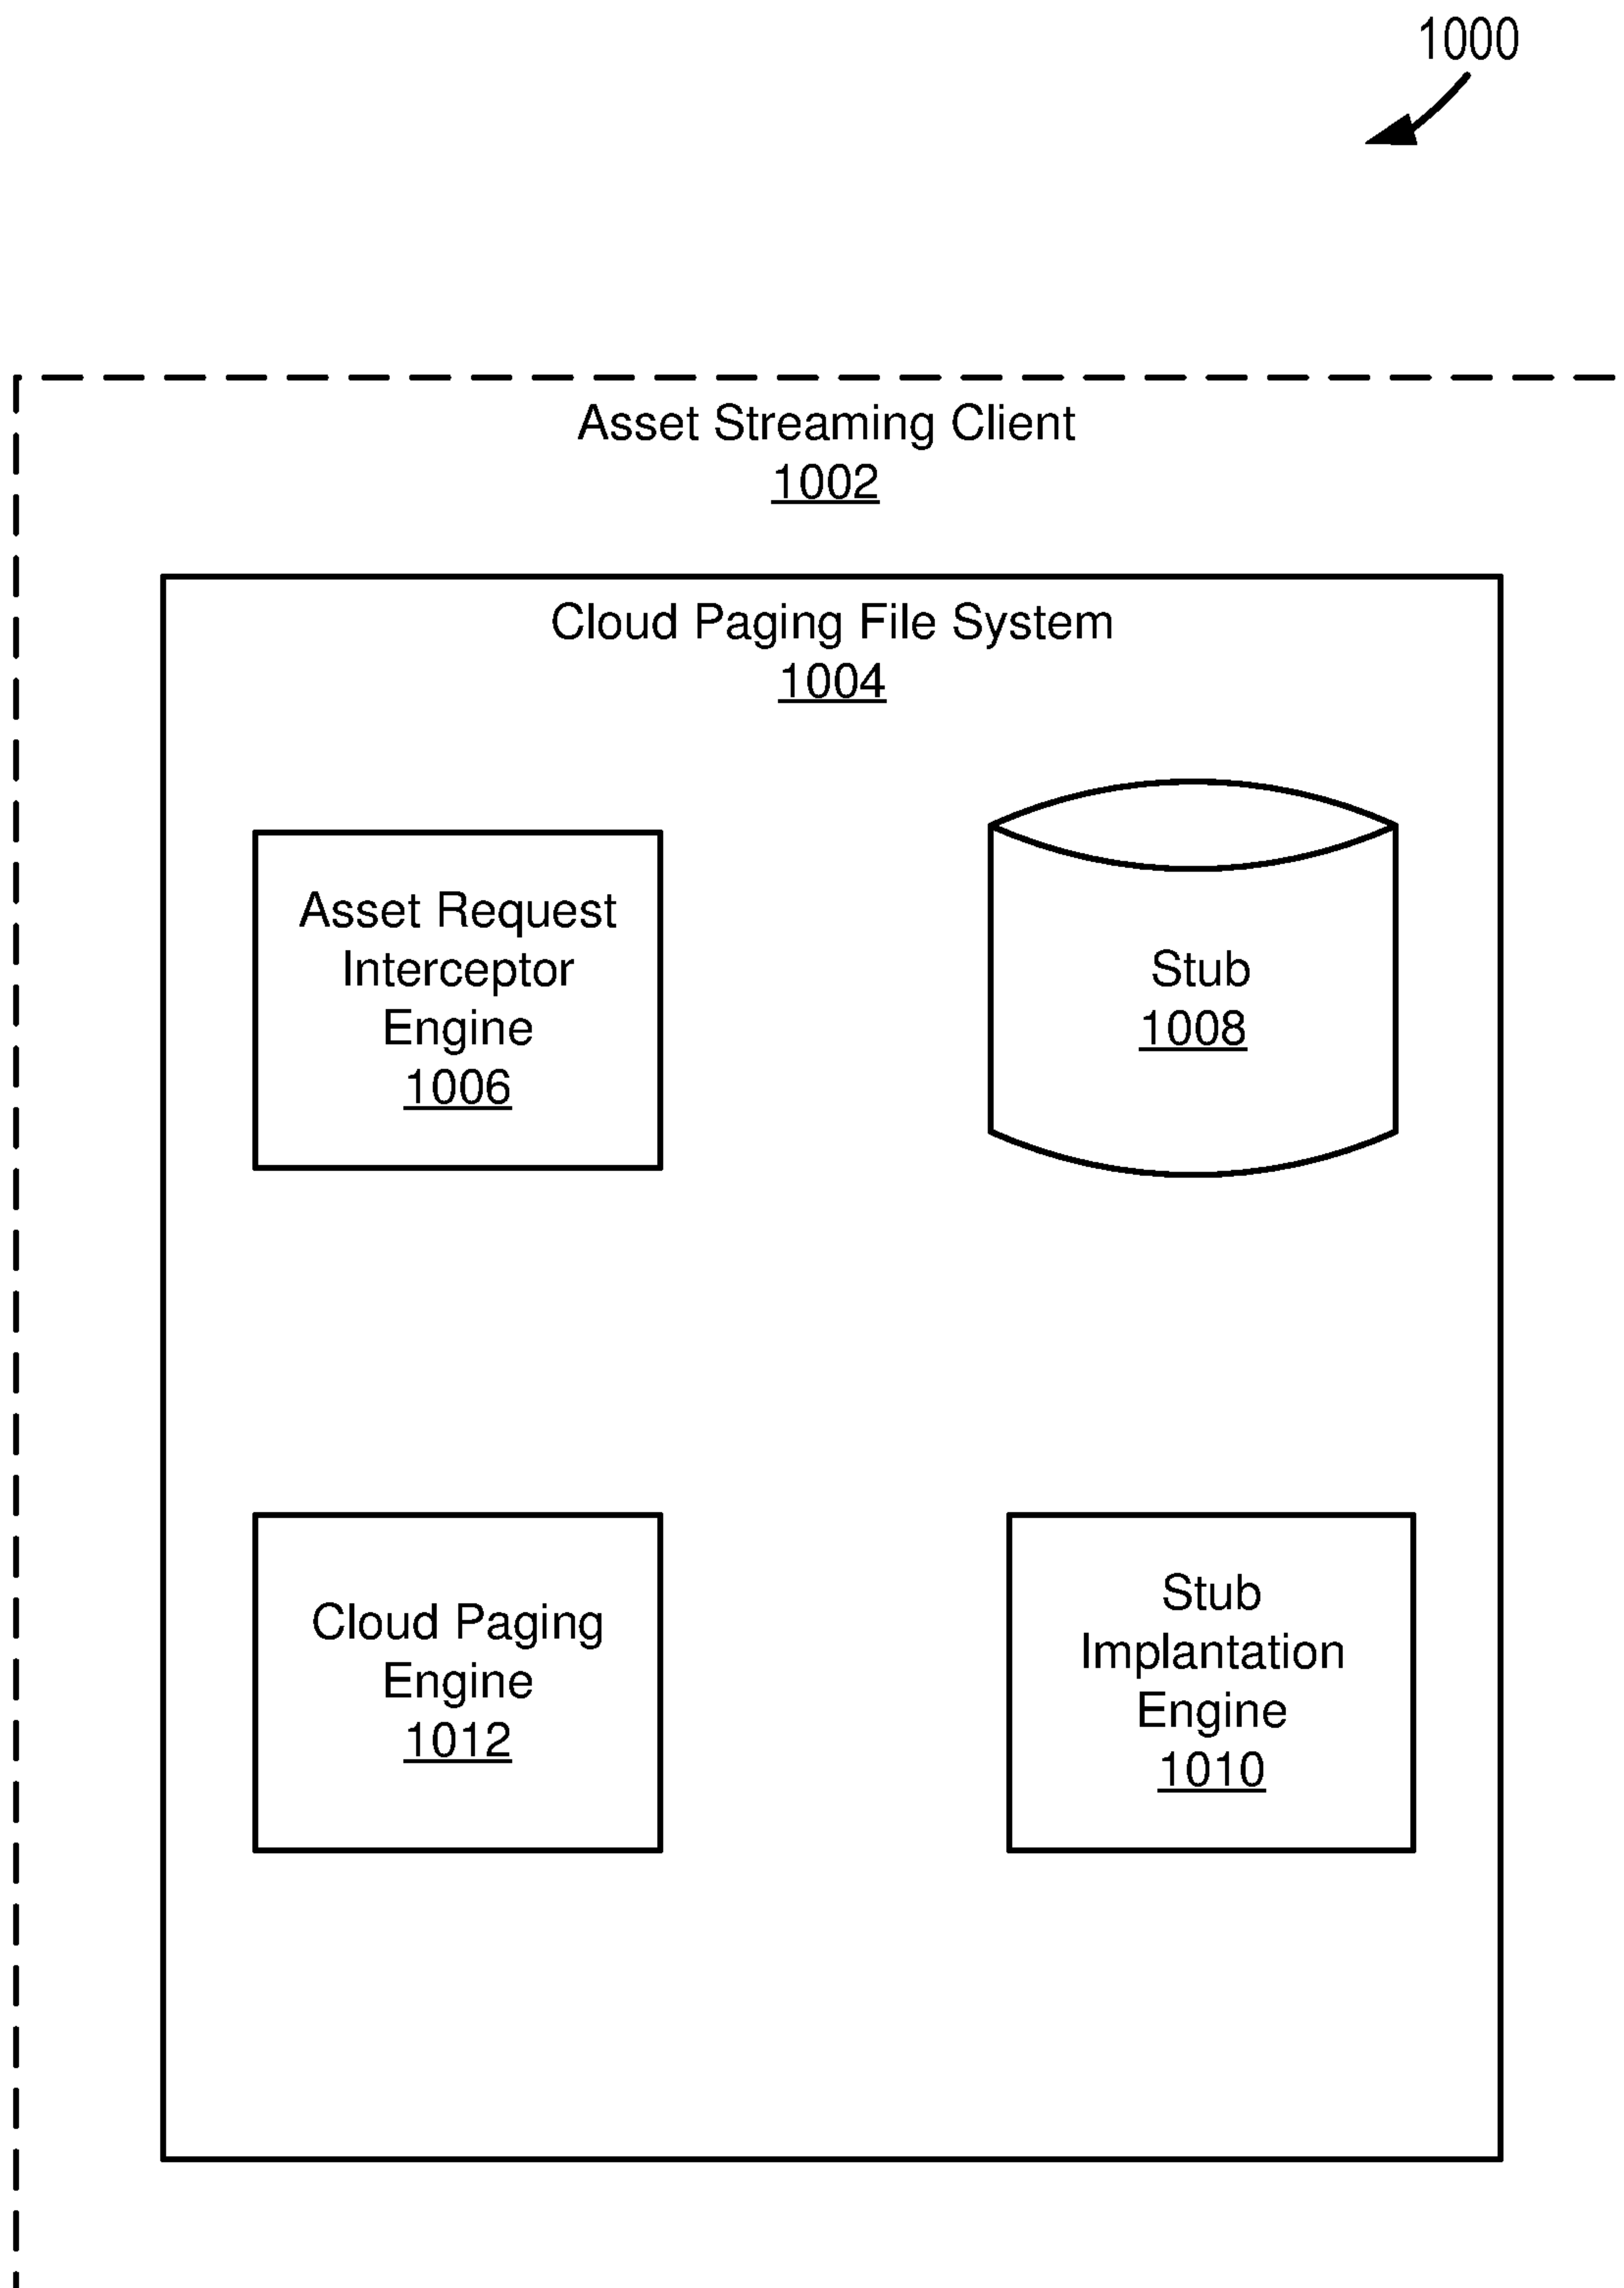 1000
Asset Streaming Client
1002
Cloud Paging File System
1004
Asset Request
Interceptor
Engine
1006
Stub
1008
Cloud Paging
Engine
1012
Stub
Implantation
Engine
1010